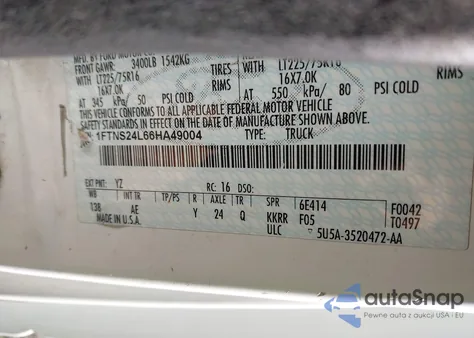 BY FORD MOTOR
FRONT GAWR: 3400LB 1542KG
TIRES
WITH
LT225/75R16
RIMS
WITH LT225/75R16
16X7.0K
RIMS
16X7.0K
AT 345 kPa/ 50 PSI COLD
AT 550 kPa/ 80 PSI COLD
THIS VEHICLE CONFORMS TO ALL APPLICABLE FEDERAL MOTOR VEHICLE
SAFETY STANDARDS IN EFFECT ON THE DATE OF MANUFACTURE SHOWN ABOVE.
1FTNS24L66HA49004 TYPE: TRUCK
EXT PNT: YZ RC: 16 DSO:
WB INT TR TP/PS R AXLE TR SPR 6E414 F0042
138 AE Y 24 Q KKRR F05 T0497
MADE IN U.S.A. ULC 5U5A-3520472-AA
autoSnap
Pewne auta z aukcji USA i EU